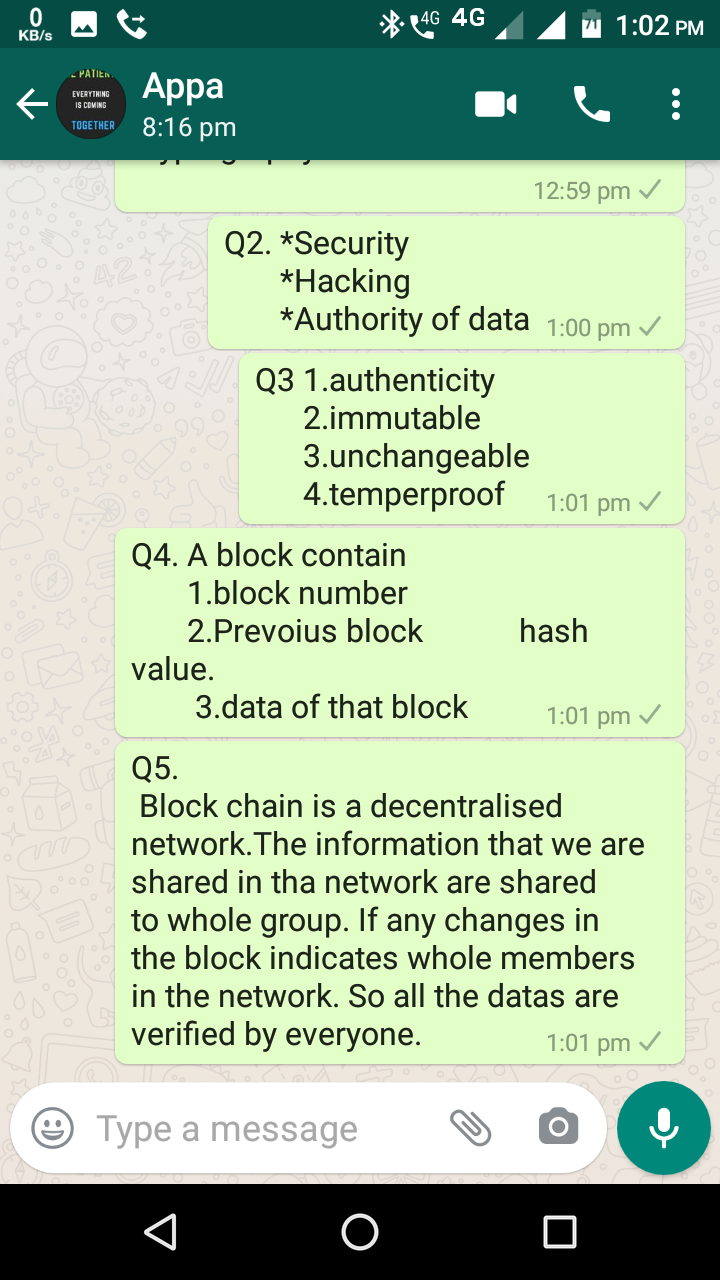 0
KB/s
4G
4G
71
1:02 PM
PATIEN
EVERYTHING
IS COMING
TOGETHER
Appa
8:16 pm
12:59 pm
Q2. *Security
*Hacking
*Authority of data
1:00 pm
Q3 1.authenticity
2.immutable
3.unchangeable
4.temperproof
1:01 pm
Q4. A block contain
1.block number
2.Prevoius block hash
value.
3.data of that block
1:01 pm
Q5.
Block chain is a decentralised
network.The information that we are
shared in tha network are shared
to whole group. If any changes in
the block indicates whole members
in the network. So all the datas are
verified by everyone.
1:01 pm
Type a message